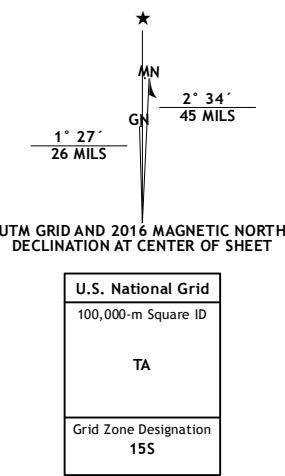 ★
MN
GN
2° 34´
45 MILS
1° 27´
26 MILS
UTM GRID AND 2016 MAGNETIC NORTH
DECLINATION AT CENTER OF SHEET
U.S. National Grid
100,000-m Square ID
TA
Grid Zone Designation
15S